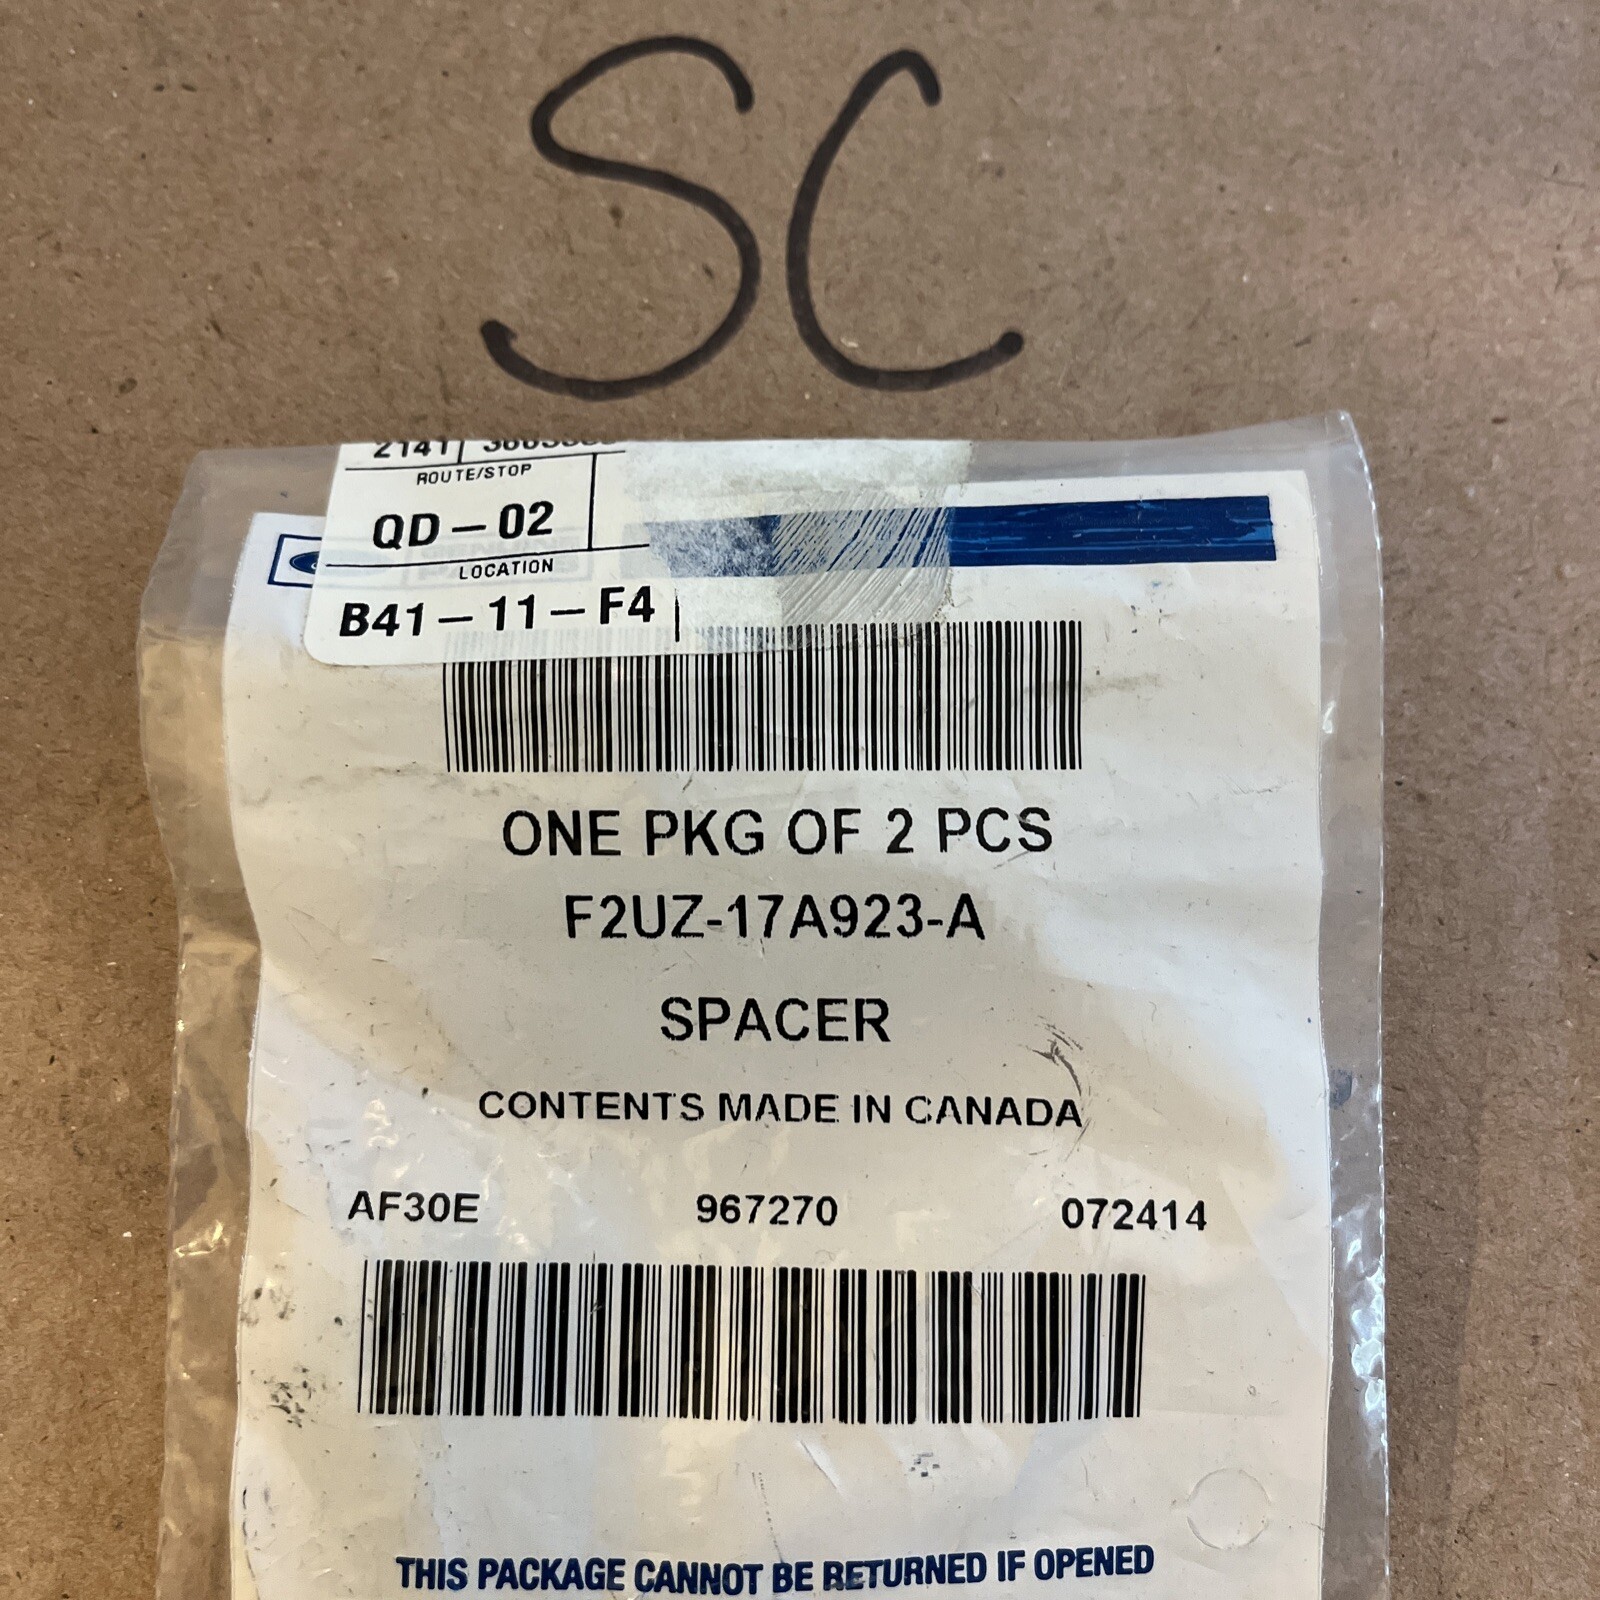 SC
2141
ROUTE/STOP
QD-02
LOCATION
B41-11-F4
ONE PKG OF 2 PCS
F2UZ-17A923-A
SPACER
CONTENTS MADE IN CANADA
AF30E 967270 072414
THIS PACKAGE CANNOT BE RETURNED IF OPENED